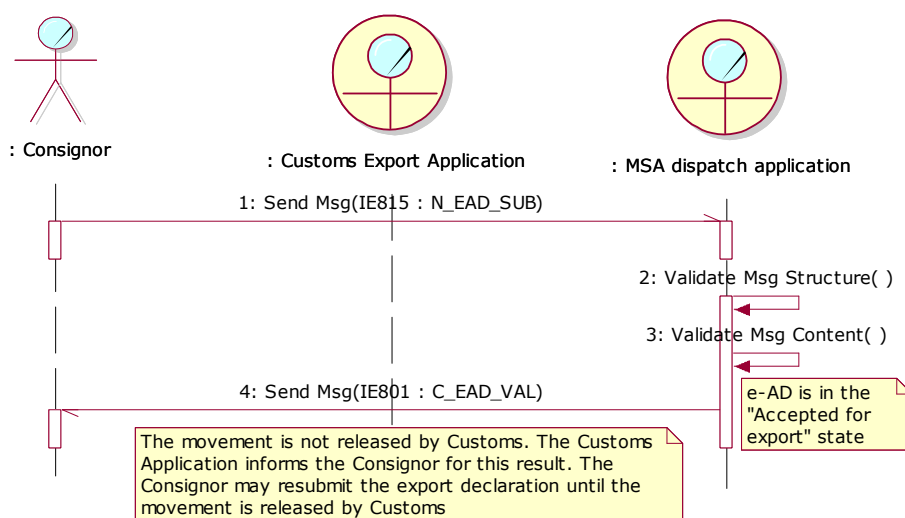 : Consignor
: Customs Export Application
: MSA dispatch application
1: Send Msg(IE815 : N_EAD_SUB)
2: Validate Msg Structure( )
3: Validate Msg Content( )
4: Send Msg(IE801 : C_EAD_VAL)
e-AD is in the
"Accepted for
export" state
The movement is not released by Customs. The Customs
Application informs the Consignor for this result. The
Consignor may resubmit the export declaration until the
movement is released by Customs